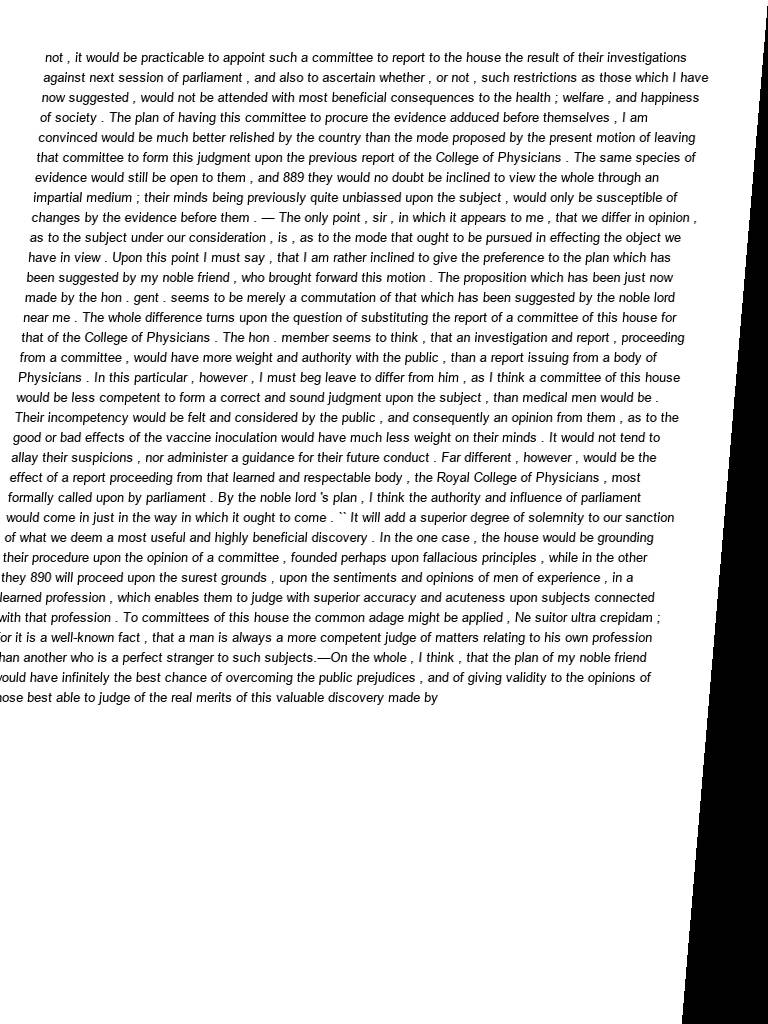 not , it would be practicable to appoint such a committee to report to the house the result of their investigations
against next session of parliament , and also to ascertain whether , or not , such restrictions as those which I have
now suggested , would not be attended with most beneficial consequences to the health ; welfare , and happiness
of society . The plan of having this committee to procure the evidence adduced before themselves , I am
convinced would be much better relished by the country than the mode proposed by the present motion of leaving
that committee to form this judgment upon the previous report of the College of Physicians . The same species of
evidence would still be open to them , and 889 they would no doubt be inclined to view the whole through an
impartial medium ; their minds being previously quite unbiassed upon the subject , would only be susceptible of
changes by the evidence before them . — The only point , sir , in which it appears to me , that we differ in opinion ,
as to the subject under our consideration , is , as to the mode that ought to be pursued in effecting the object we
have in view . Upon this point I must say , that I am rather inclined to give the preference to the plan which has
been suggested by my noble friend , who brought forward this motion . The proposition which has been just now
made by the hon . gent . seems to be merely a commutation of that which has been suggested by the noble lord
near me . The whole difference turns upon the question of substituting the report of a committee of this house for
that of the College of Physicians . The hon . member seems to think , that an investigation and report , proceeding
from a committee , would have more weight and authority with the public , than a report issuing from a body of
Physicians . In this particular , however , I must beg leave to differ from him , as I think a committee of this house
would be less competent to form a correct and sound judgment upon the subject , than medical men would be .
Their incompetency would be felt and considered by the public , and consequently an opinion from them , as to the
good or bad effects of the vaccine inoculation would have much less weight on their minds . It would not tend to
allay their suspicions , nor administer a guidance for their future conduct . Far different , however , would be the
effect of a report proceeding from that learned and respectable body , the Royal College of Physicians , most
formally called upon by parliament . By the noble lord 's plan , I think the authority and influence of parliament
would come in just in the way in which it ought to come . `` It will add a superior degree of solemnity to our sanction
of what we deem a most useful and highly beneficial discovery . In the one case , the house would be grounding
their procedure upon the opinion of a committee , founded perhaps upon fallacious principles , while in the other
they 890 will proceed upon the surest grounds , upon the sentiments and opinions of men of experience , in a
learned profession , which enables them to judge with superior accuracy and acuteness upon subjects connected
with that profession . To committees of this house the common adage might be applied , Ne suitor ultra crepidam ;
for it is a well-known fact , that a man is always a more competent judge of matters relating to his own profession
than another who is a perfect stranger to such subjects.—On the whole , I think , that the plan of my noble friend
would have infinitely the best chance of overcoming the public prejudices , and of giving validity to the opinions of
those best able to judge of the real merits of this valuable discovery made by